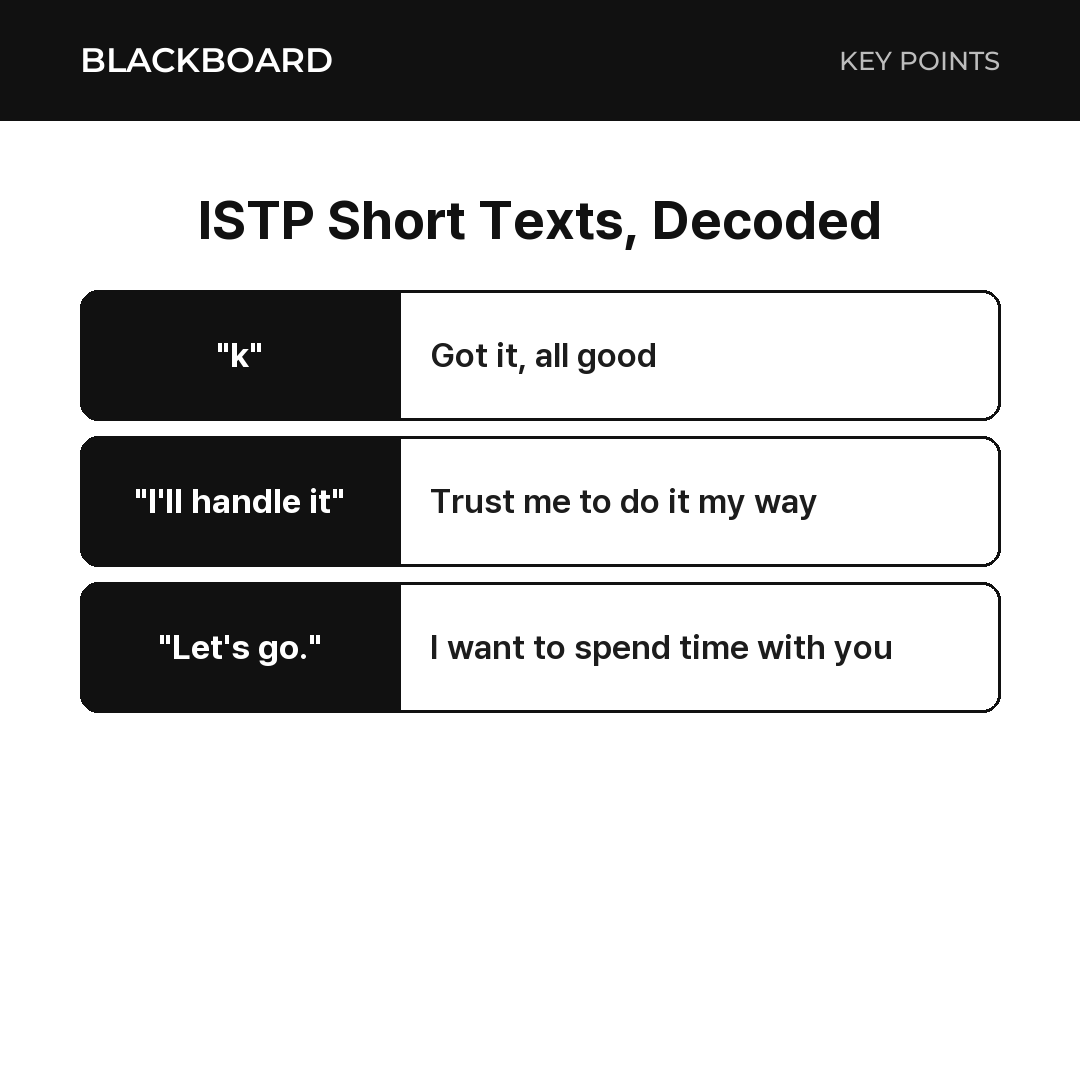 BLACKBOARD
KEY POINTS
ISTP Short Texts, Decoded
"k"
Got it, all good
"I'll handle it"
Trust me to do it my way
"Let's go."
I want to spend time with you